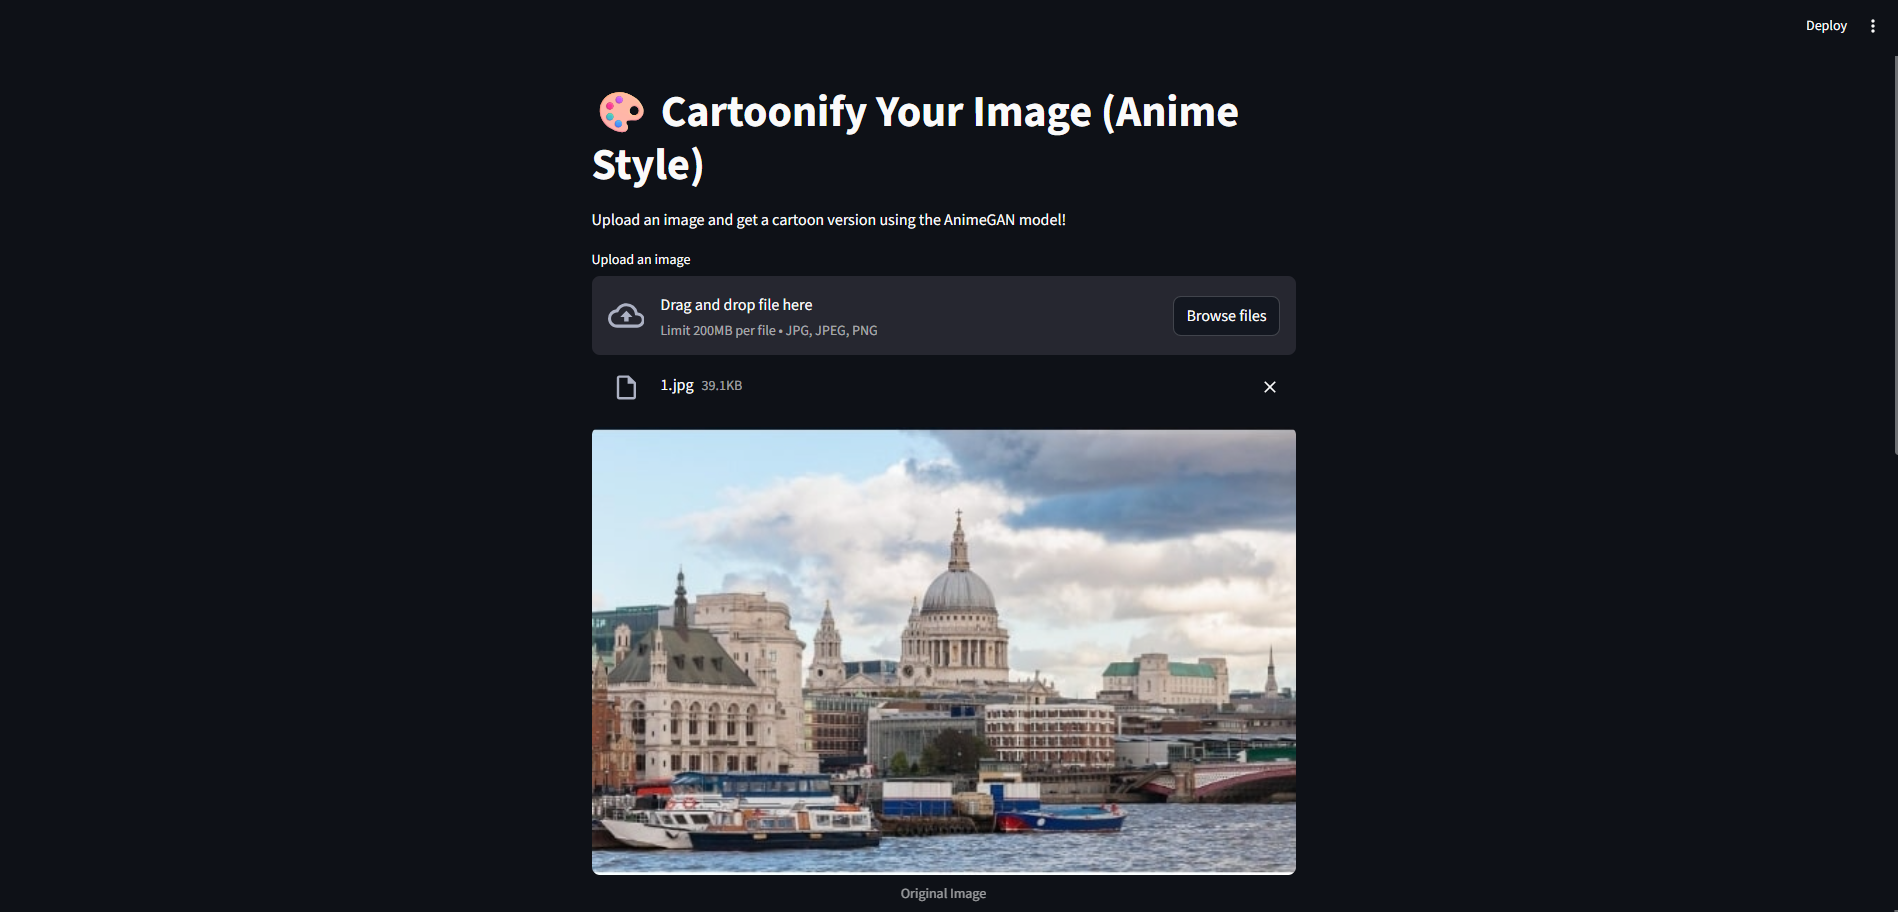 Deploy
Cartoonify Your Image (Anime
Style)
Upload an image and get a cartoon version using the AnimeGAN model!
Upload an image
Drag and drop file here
Limit 200MB per file • JPG, JPEG, PNG
Browse files
1.jpg 39.1KB
Original Image